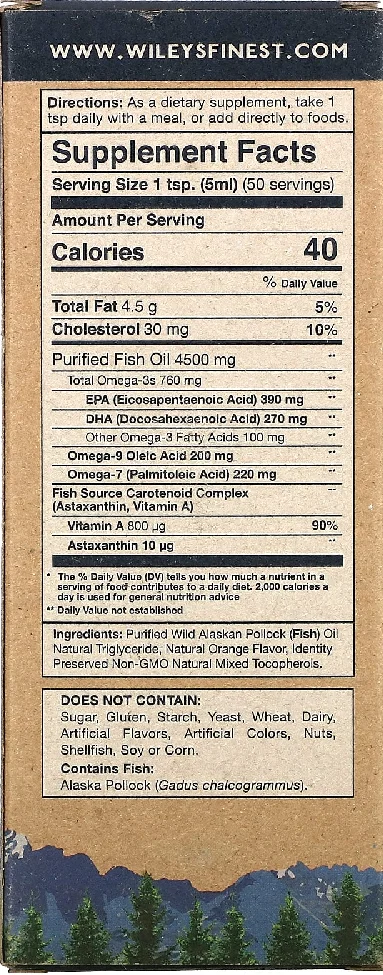 WWW.WILEYSFINEST.COM
Directions: As a dietary supplement, take 1
tsp daily with a meal, or add directly to foods.
Supplement Facts
Serving Size 1 tsp. (5ml) (50 servings)
Amount Per Serving
Calories 40
% Daily Value
Total Fat 4.5 g 5%
Cholesterol 30 mg 10%
Purified Fish Oil 4500 mg **
Total Omega-3s 760 mg **
EPA (Eicosapentaenoic Acid) 390 mg **
DHA (Docosahexaenoic Acid) 270 mg **
Other Omega-3 Fatty Acids 100 mg **
Omega-9 Oleic Acid 200 mg **
Omega-7 (Palmitoleic Acid) 220 mg **
Fish Source Carotenoid Complex **
(Astaxanthin, Vitamin A)
Vitamin A 800 µg 90%
Astaxanthin 10 µg **
* The % Daily Value (DV) tells you how much a nutrient in a
serving of food contributes to a daily diet. 2,000 calories a
day is used for general nutrition advice
** Daily Value not established
Ingredients: Purified Wild Alaskan Pollock (Fish) Oil
Natural Triglyceride, Natural Orange Flavor, Identity
Preserved Non-GMO Natural Mixed Tocopherols.
DOES NOT CONTAIN:
Sugar, Gluten, Starch, Yeast, Wheat, Dairy,
Artificial Flavors, Artificial Colors, Nuts,
Shellfish, Soy or Corn.
Contains Fish:
Alaska Pollock (Gadus chalcogrammus).